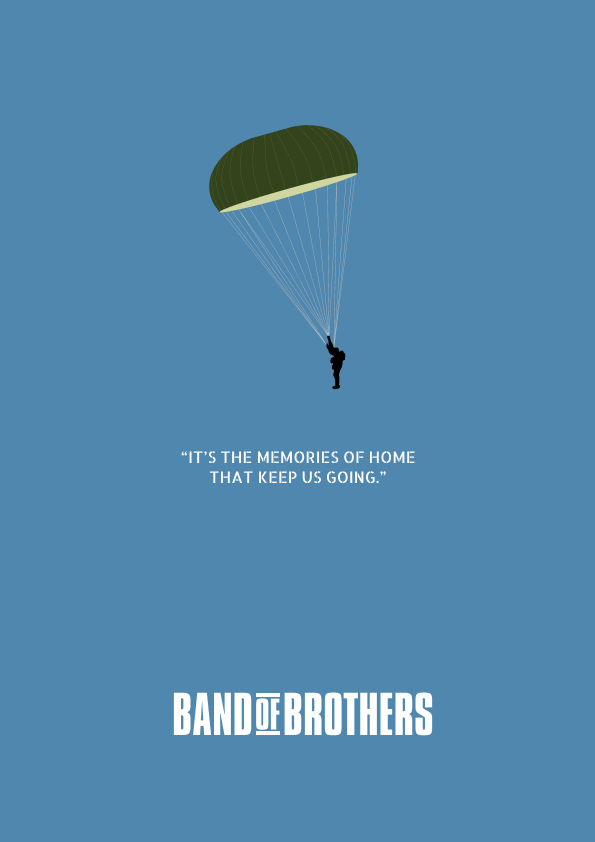 “IT’S THE MEMORIES OF HOME
THAT KEEP US GOING.”
BAND OF BROTHERS